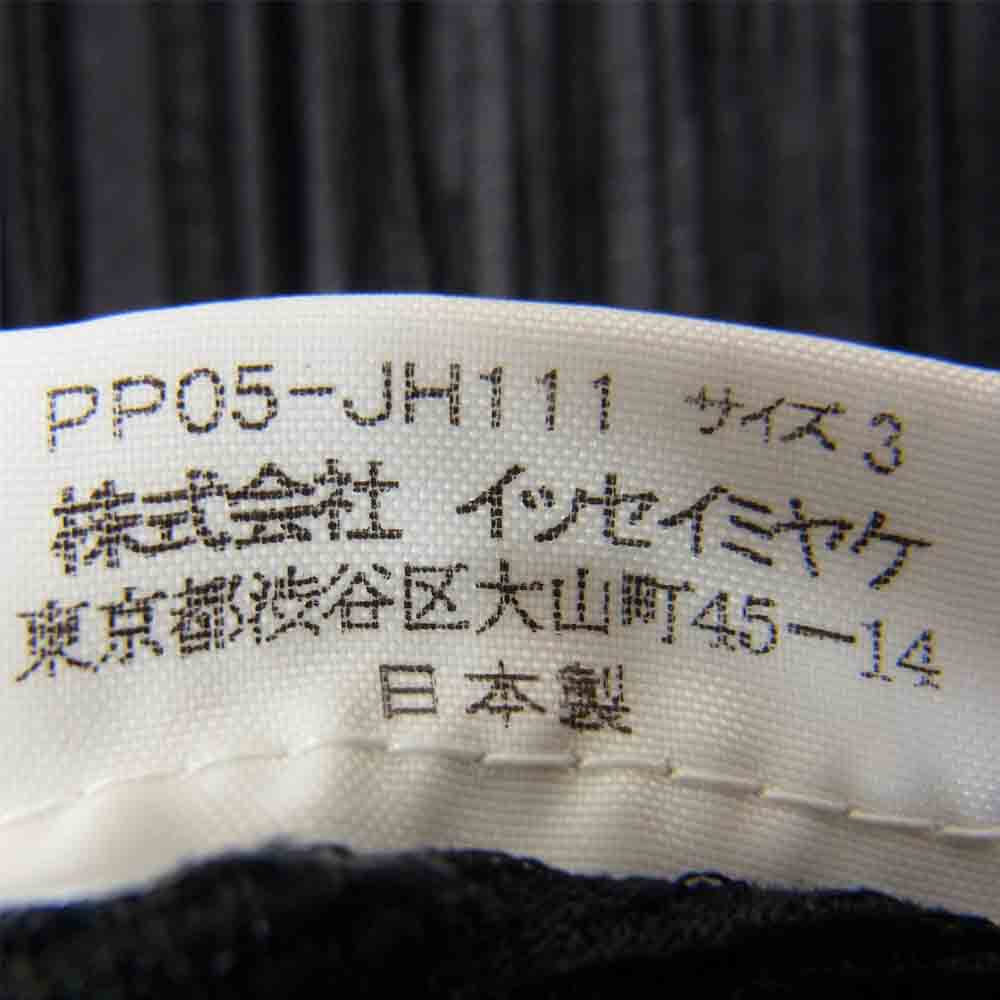 PP05-JH111 サイズ 3
株式会社 イッセイミヤケ
東京都渋谷区大山町45-14
日本製